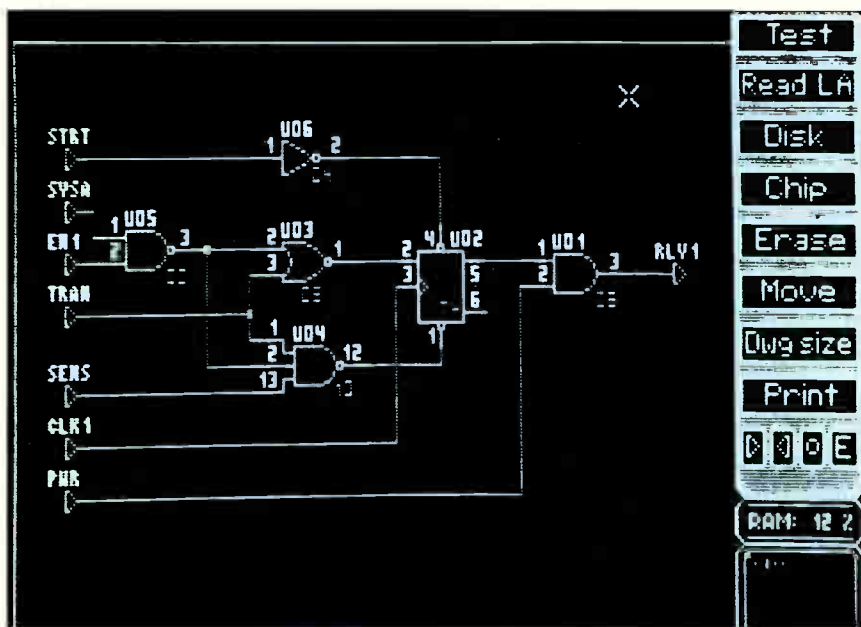 Test
Read LA
Disk
Chip
Erase
Move
Dwg size
Print
E
RAM: 12 %
STRT
1 U06 2
SYSA
1 U05 3
2
EN1
2 U03 1
3
TRAN
4 U02
2 5
3 6
1
1 U01 3
2
RLY1
1 U04 12
2
13
SENS
CLK1
PWR